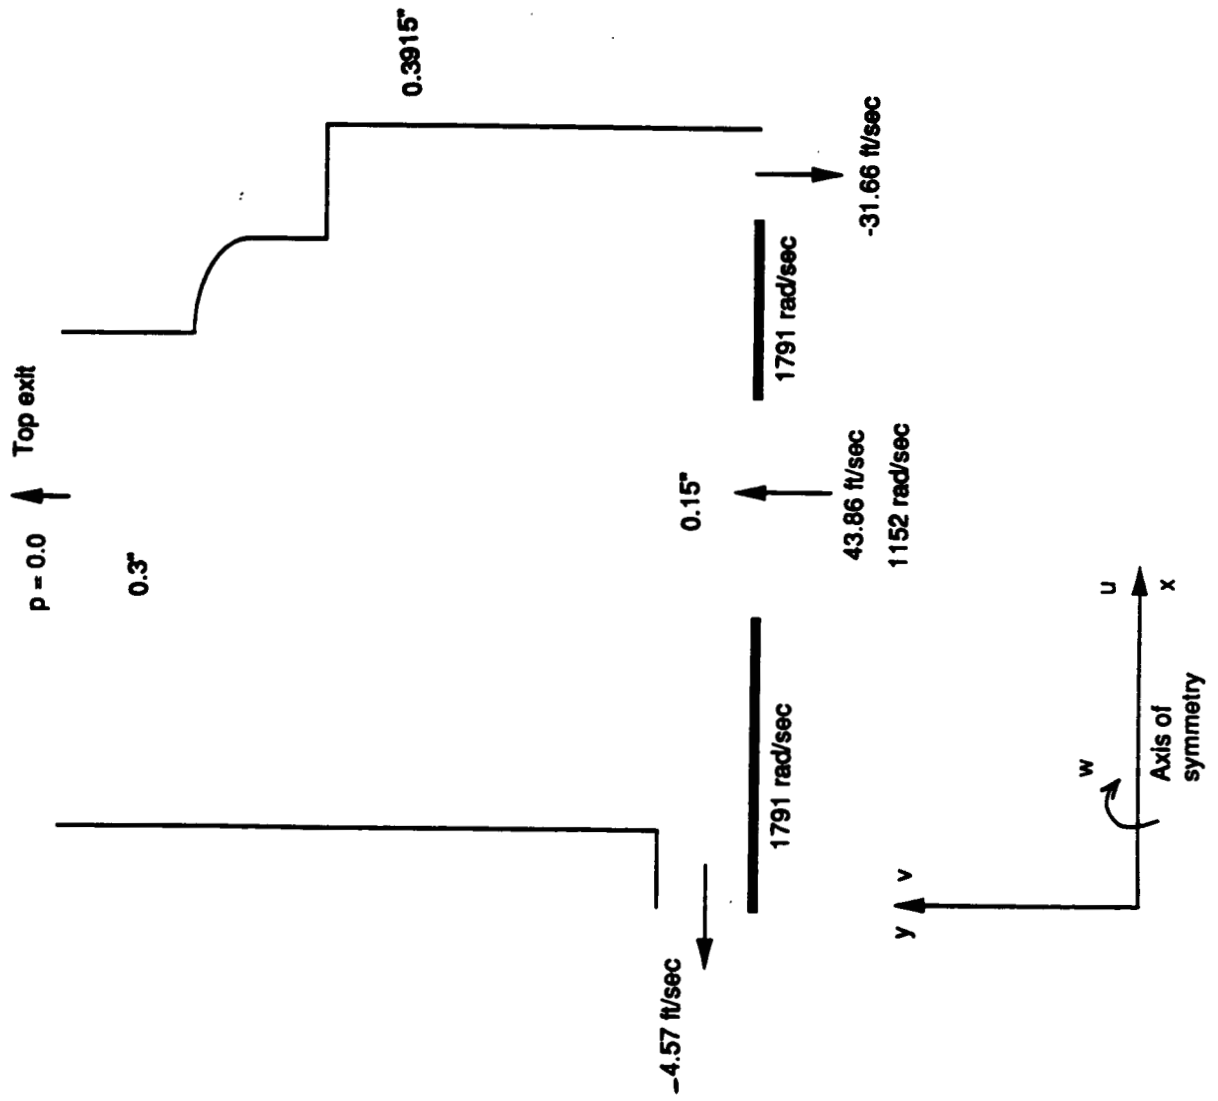 0.3915"
Top exit
p = 0.0
0.3"
-31.66 ft/sec
1791 rad/sec
0.15"
43.86 ft/sec
1152 rad/sec
1791 rad/sec
–4.57 ft/sec
u
x
w
Axis of
symmetry
v
y